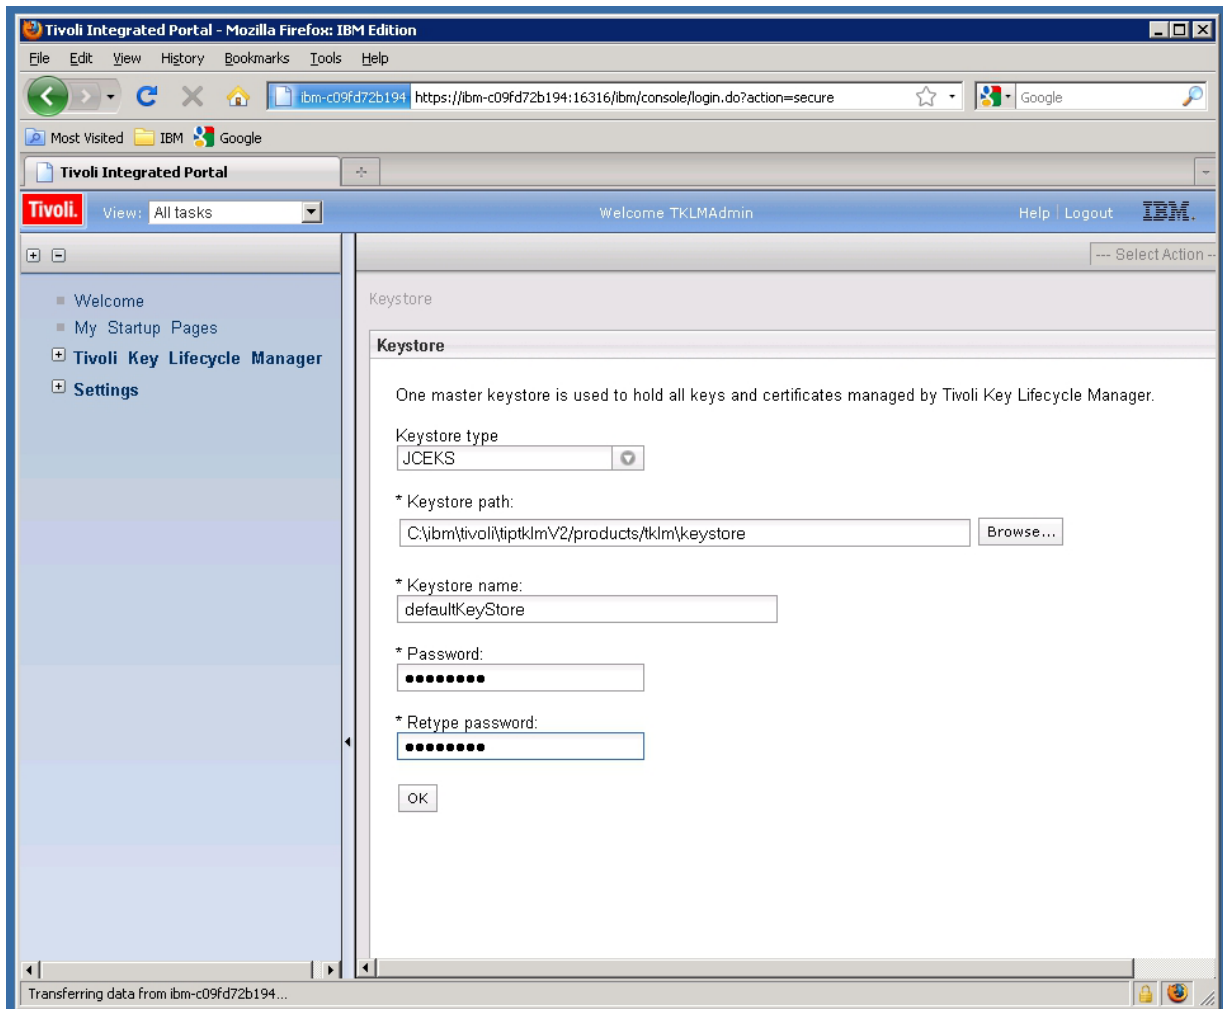 Tivoli Integrated Portal - Mozilla Firefox: IBM Edition
File Edit View History Bookmarks Tools Help
ibm-c09fd72b194 https://ibm-c09fd72b194:16316/ibm/console/login.do?action=secure Google
Most Visited IBM Google
Tivoli Integrated Portal
Tivoli. View: All tasks Welcome TKLMAdmin Help Logout IBM.
--- Select Action --
Welcome
My Startup Pages
Tivoli Key Lifecycle Manager
Settings
Keystore
Keystore
One master keystore is used to hold all keys and certificates managed by Tivoli Key Lifecycle Manager.
Keystore type
JCEKS
* Keystore path:
C:\ibm\tivoli\tiptklmV2/products/tklm\keystore Browse...
* Keystore name:
defaultKeyStore
* Password:
●●●●●●●●
* Retype password:
●●●●●●●●
OK
Transferring data from ibm-c09fd72b194...